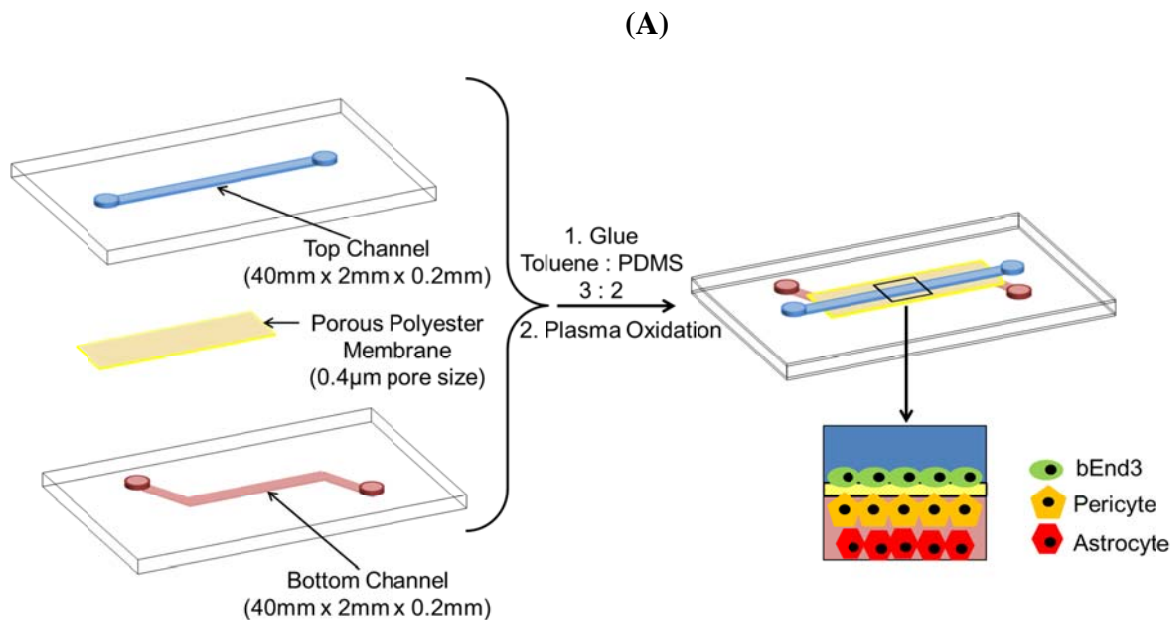 (A)
Top Channel
(40mm x 2mm x 0.2mm)
Porous Polyester
Membrane
(0.4µm pore size)
Bottom Channel
(40mm x 2mm x 0.2mm)
1. Glue
Toluene : PDMS
3 : 2
2. Plasma Oxidation
bEnd3
Pericyte
Astrocyte